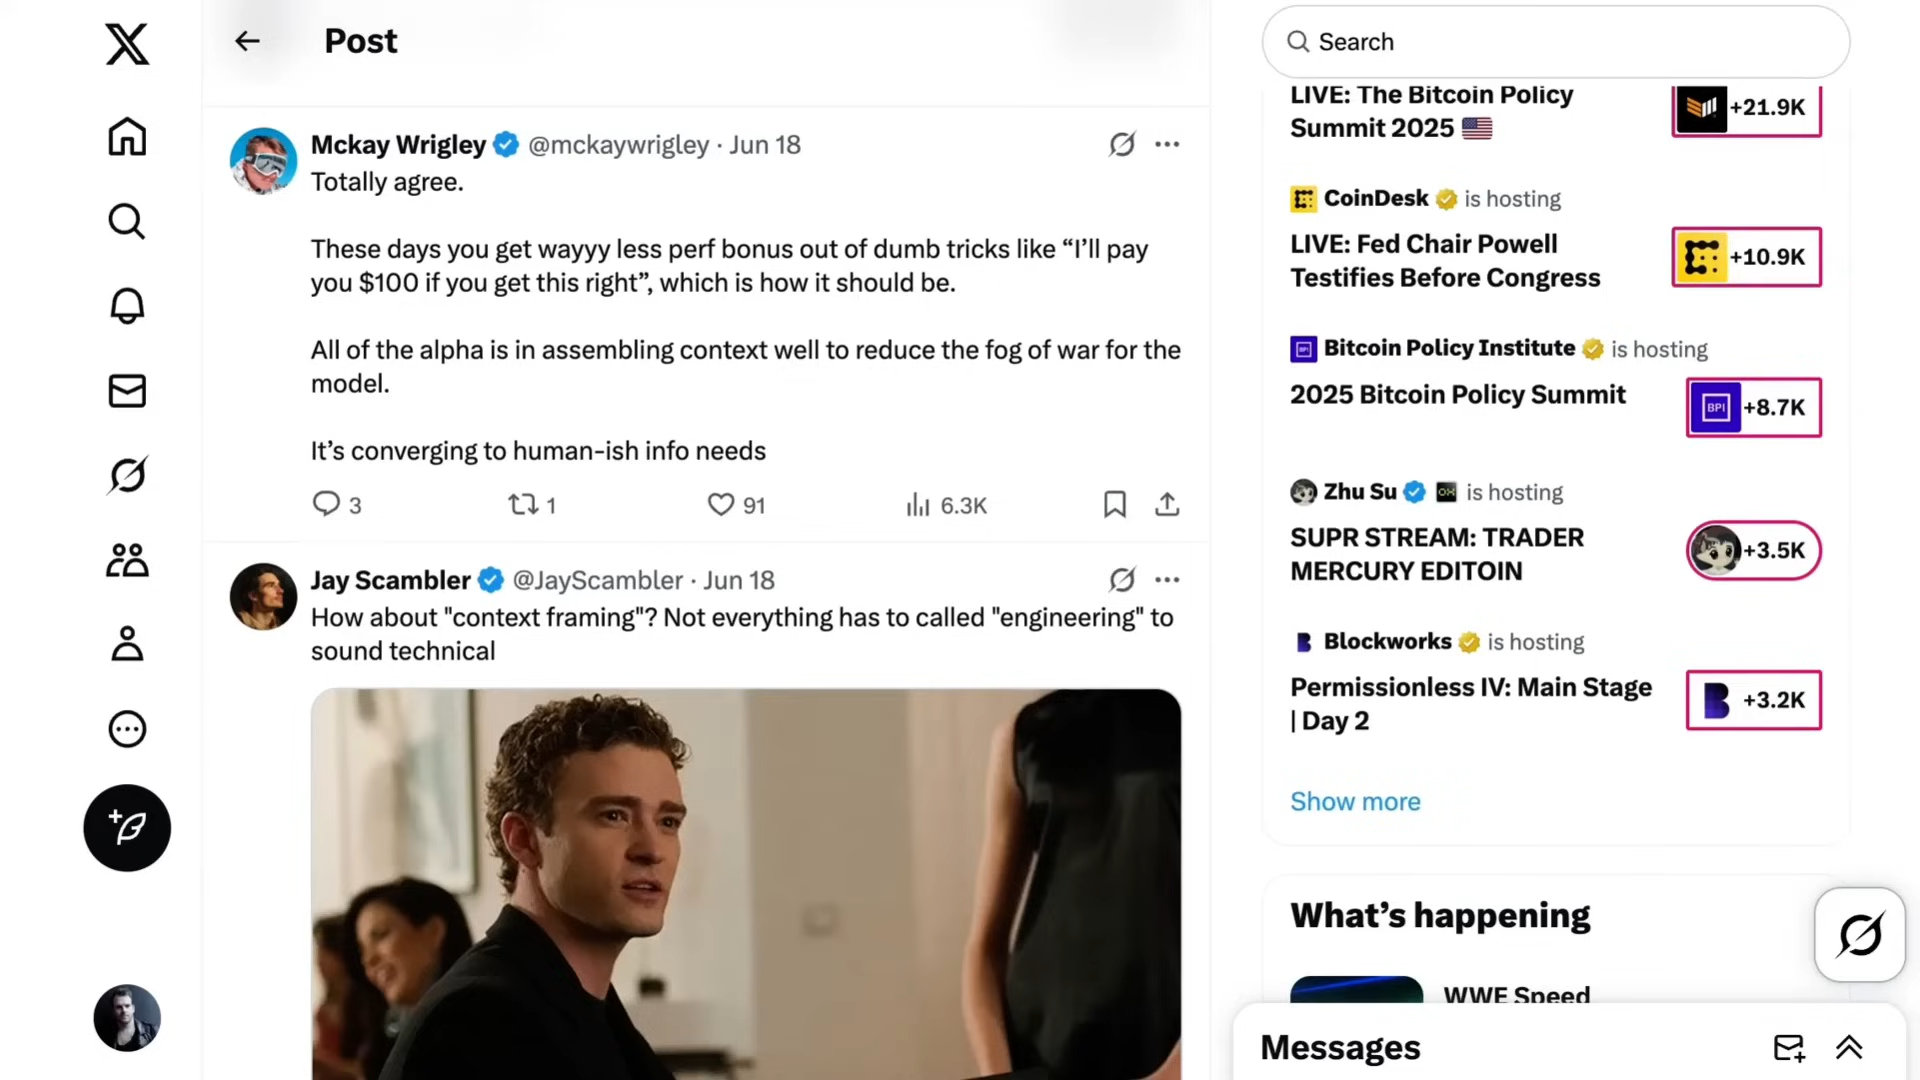 Post
Mckay Wrigley @mckaywrigley · Jun 18
Totally agree.
These days you get wayyy less perf bonus out of dumb tricks like “I’ll pay
you $100 if you get this right”, which is how it should be.
All of the alpha is in assembling context well to reduce the fog of war for the
model.
It’s converging to human-ish info needs
3 1 91 6.3K
Jay Scambler @JayScambler · Jun 18
How about "context framing"? Not everything has to called "engineering" to
sound technical
Search
LIVE: The Bitcoin Policy
Summit 2025 🇺🇸
+21.9K
CoinDesk is hosting
LIVE: Fed Chair Powell
Testifies Before Congress
+10.9K
BPI Bitcoin Policy Institute is hosting
2025 Bitcoin Policy Summit
BPI +8.7K
Zhu Su OX is hosting
SUPR STREAM: TRADER
MERCURY EDITOIN
+3.5K
Blockworks is hosting
Permissionless IV: Main Stage
| Day 2
+3.2K
Show more
What’s happening
WWE Speed
Messages